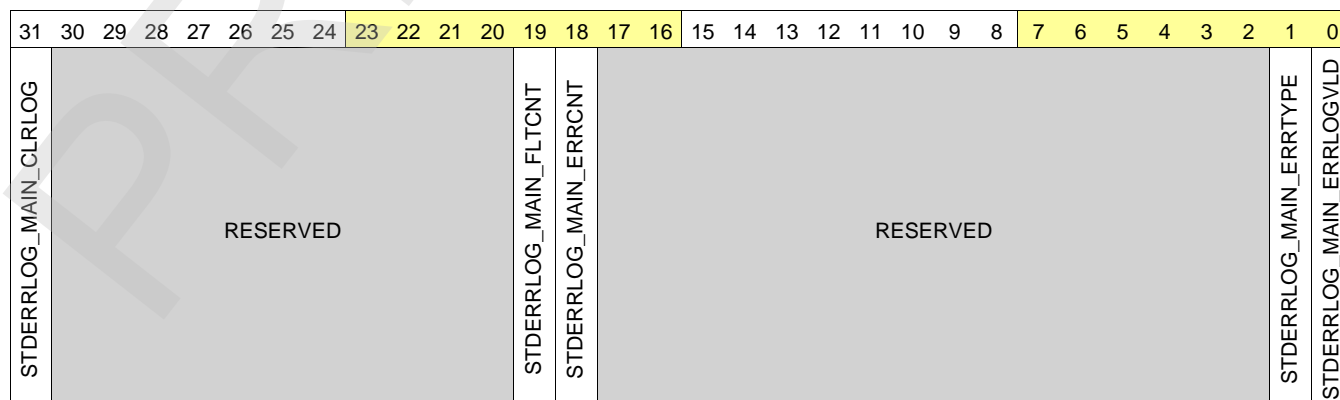 31 30 29 28 27 26 25 24 23 22 21 20 19 18 17 16 15 14 13 12 11 10 9 8 7 6 5 4 3 2 1 0
STDERRLOG_MAIN_CLRLOG
RESERVED
STDERRLOG_MAIN_FLTCNT
STDERRLOG_MAIN_ERRCNT
RESERVED
STDERRLOG_MAIN_ERRTYPE
STDERRLOG_MAIN_ERRLOGVLD